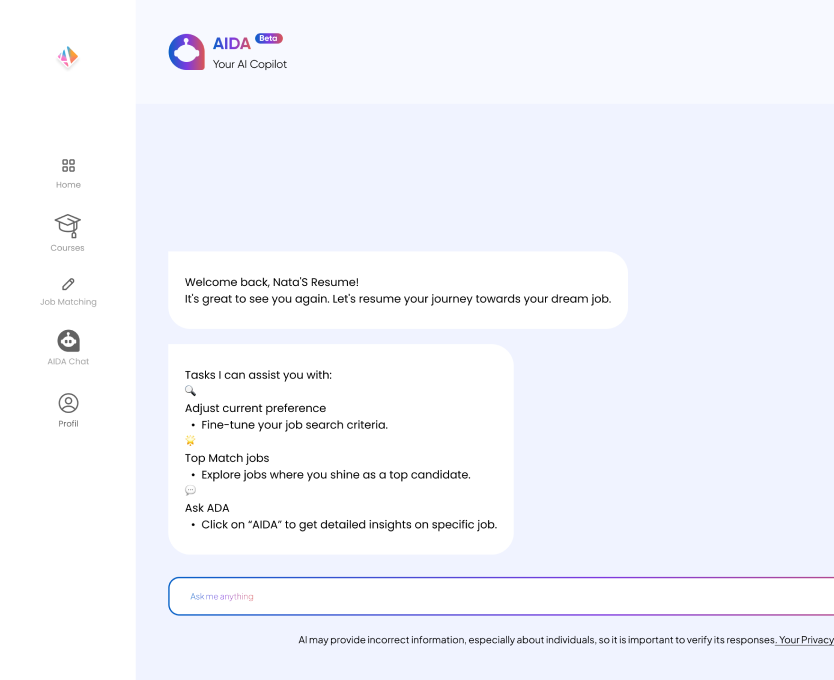 AIDA Beta
Your AI Copilot
Home
Courses
Job Matching
AIDA Chat
Profil
Welcome back, Nata'S Resume!
It's great to see you again. Let's resume your journey towards your dream job.
Tasks I can assist you with:
🔍
Adjust current preference
• Fine-tune your job search criteria.
🌟
Top Match jobs
• Explore jobs where you shine as a top candidate.
💬
Ask ADA
• Click on “AIDA” to get detailed insights on specific job.
Ask me anything
AI may provide incorrect information, especially about individuals, so it is important to verify its responses. Your Privacy